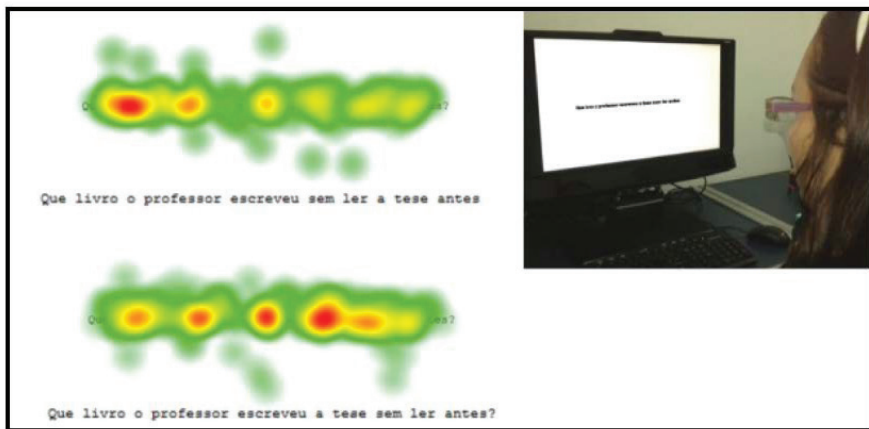 Que livro o professor escreveu sem ler a tese antes
Que livro o professor escreveu a tese sem ler antes?